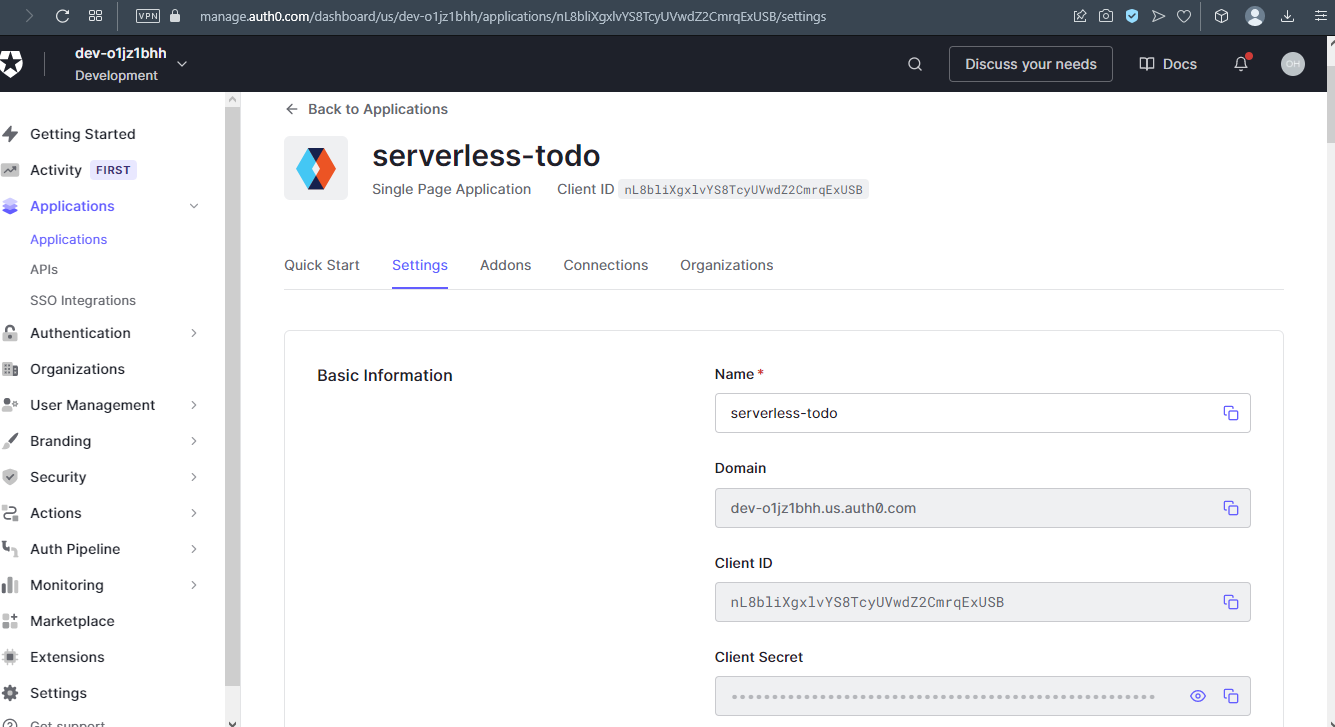 VPN
manage.auth0.com/dashboard/us/dev-o1jz1bhh/applications/nL8bliXgxlvYS8TcyUVwdZ2CmrqExUSB/settings
dev-o1jz1bhh
Development
Discuss your needs
Docs
OH
Getting Started
Activity FIRST
Applications
Applications
APIs
SSO Integrations
Authentication
Organizations
User Management
Branding
Security
Actions
Auth Pipeline
Monitoring
Marketplace
Extensions
Settings
Get support
Back to Applications
serverless-todo
Single Page Application Client ID nL8bliXgxlvYS8TcyUVwdZ2CmrqExUSB
Quick Start Settings Addons Connections Organizations
Basic Information
Name *
serverless-todo
Domain
dev-o1jz1bhh.us.auth0.com
Client ID
nL8bliXgxlvYS8TcyUVwdZ2CmrqExUSB
Client Secret